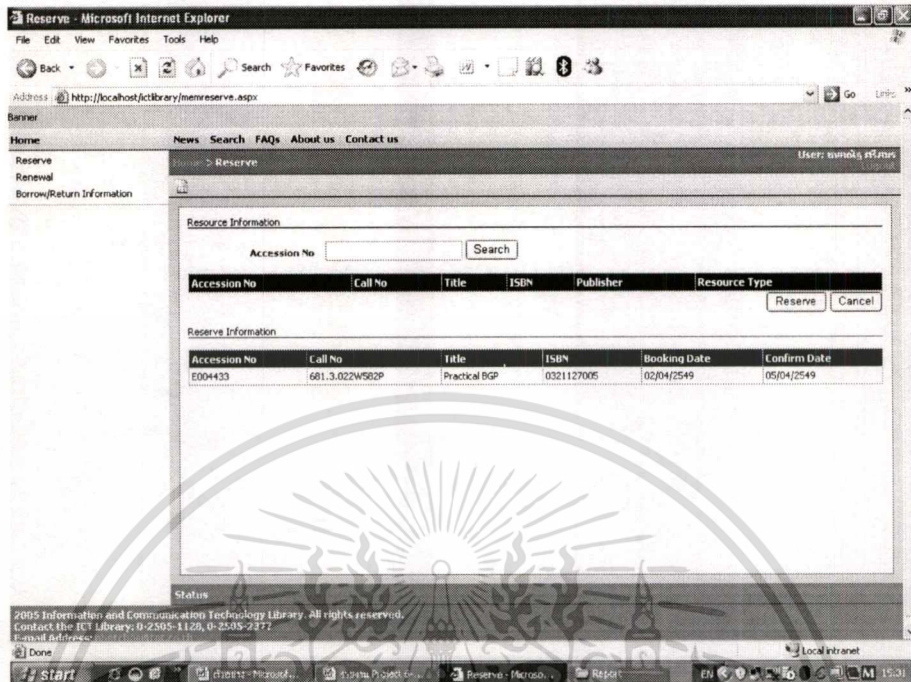 Reserve - Microsoft Internet Explorer
File Edit View Favorites Tools Help
Back Search Favorites
Address http://localhost/ictlibrary/memreserve.aspx Go Links
Banner
Home News Search FAQs About us Contact us
Reserve
Renewal
Borrow/Return Information
Home > Reserve User:
Logout
Resource Information
Accession No Search
Accession No Call No Title ISBN Publisher Resource Type
Reserve Cancel
Reserve Information
Accession No Call No Title ISBN Booking Date Confirm Date
E004433 681.3.022W582P Practical BGP 0321127005 02/04/2549 05/04/2549
Status
2005 Information and Communication Technology Library. All rights reserved.
Contact the ICT Library: 0-2505-1128, 0-2505-2377
E-mail Address:
Done Local intranet
start Reserve - Microso... Report EN 15:31